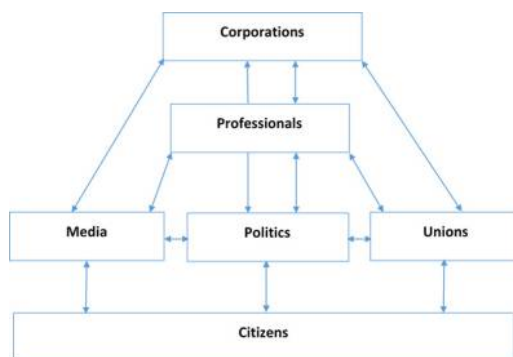 Corporations
Professionals
Media
Politics
Unions
Citizens